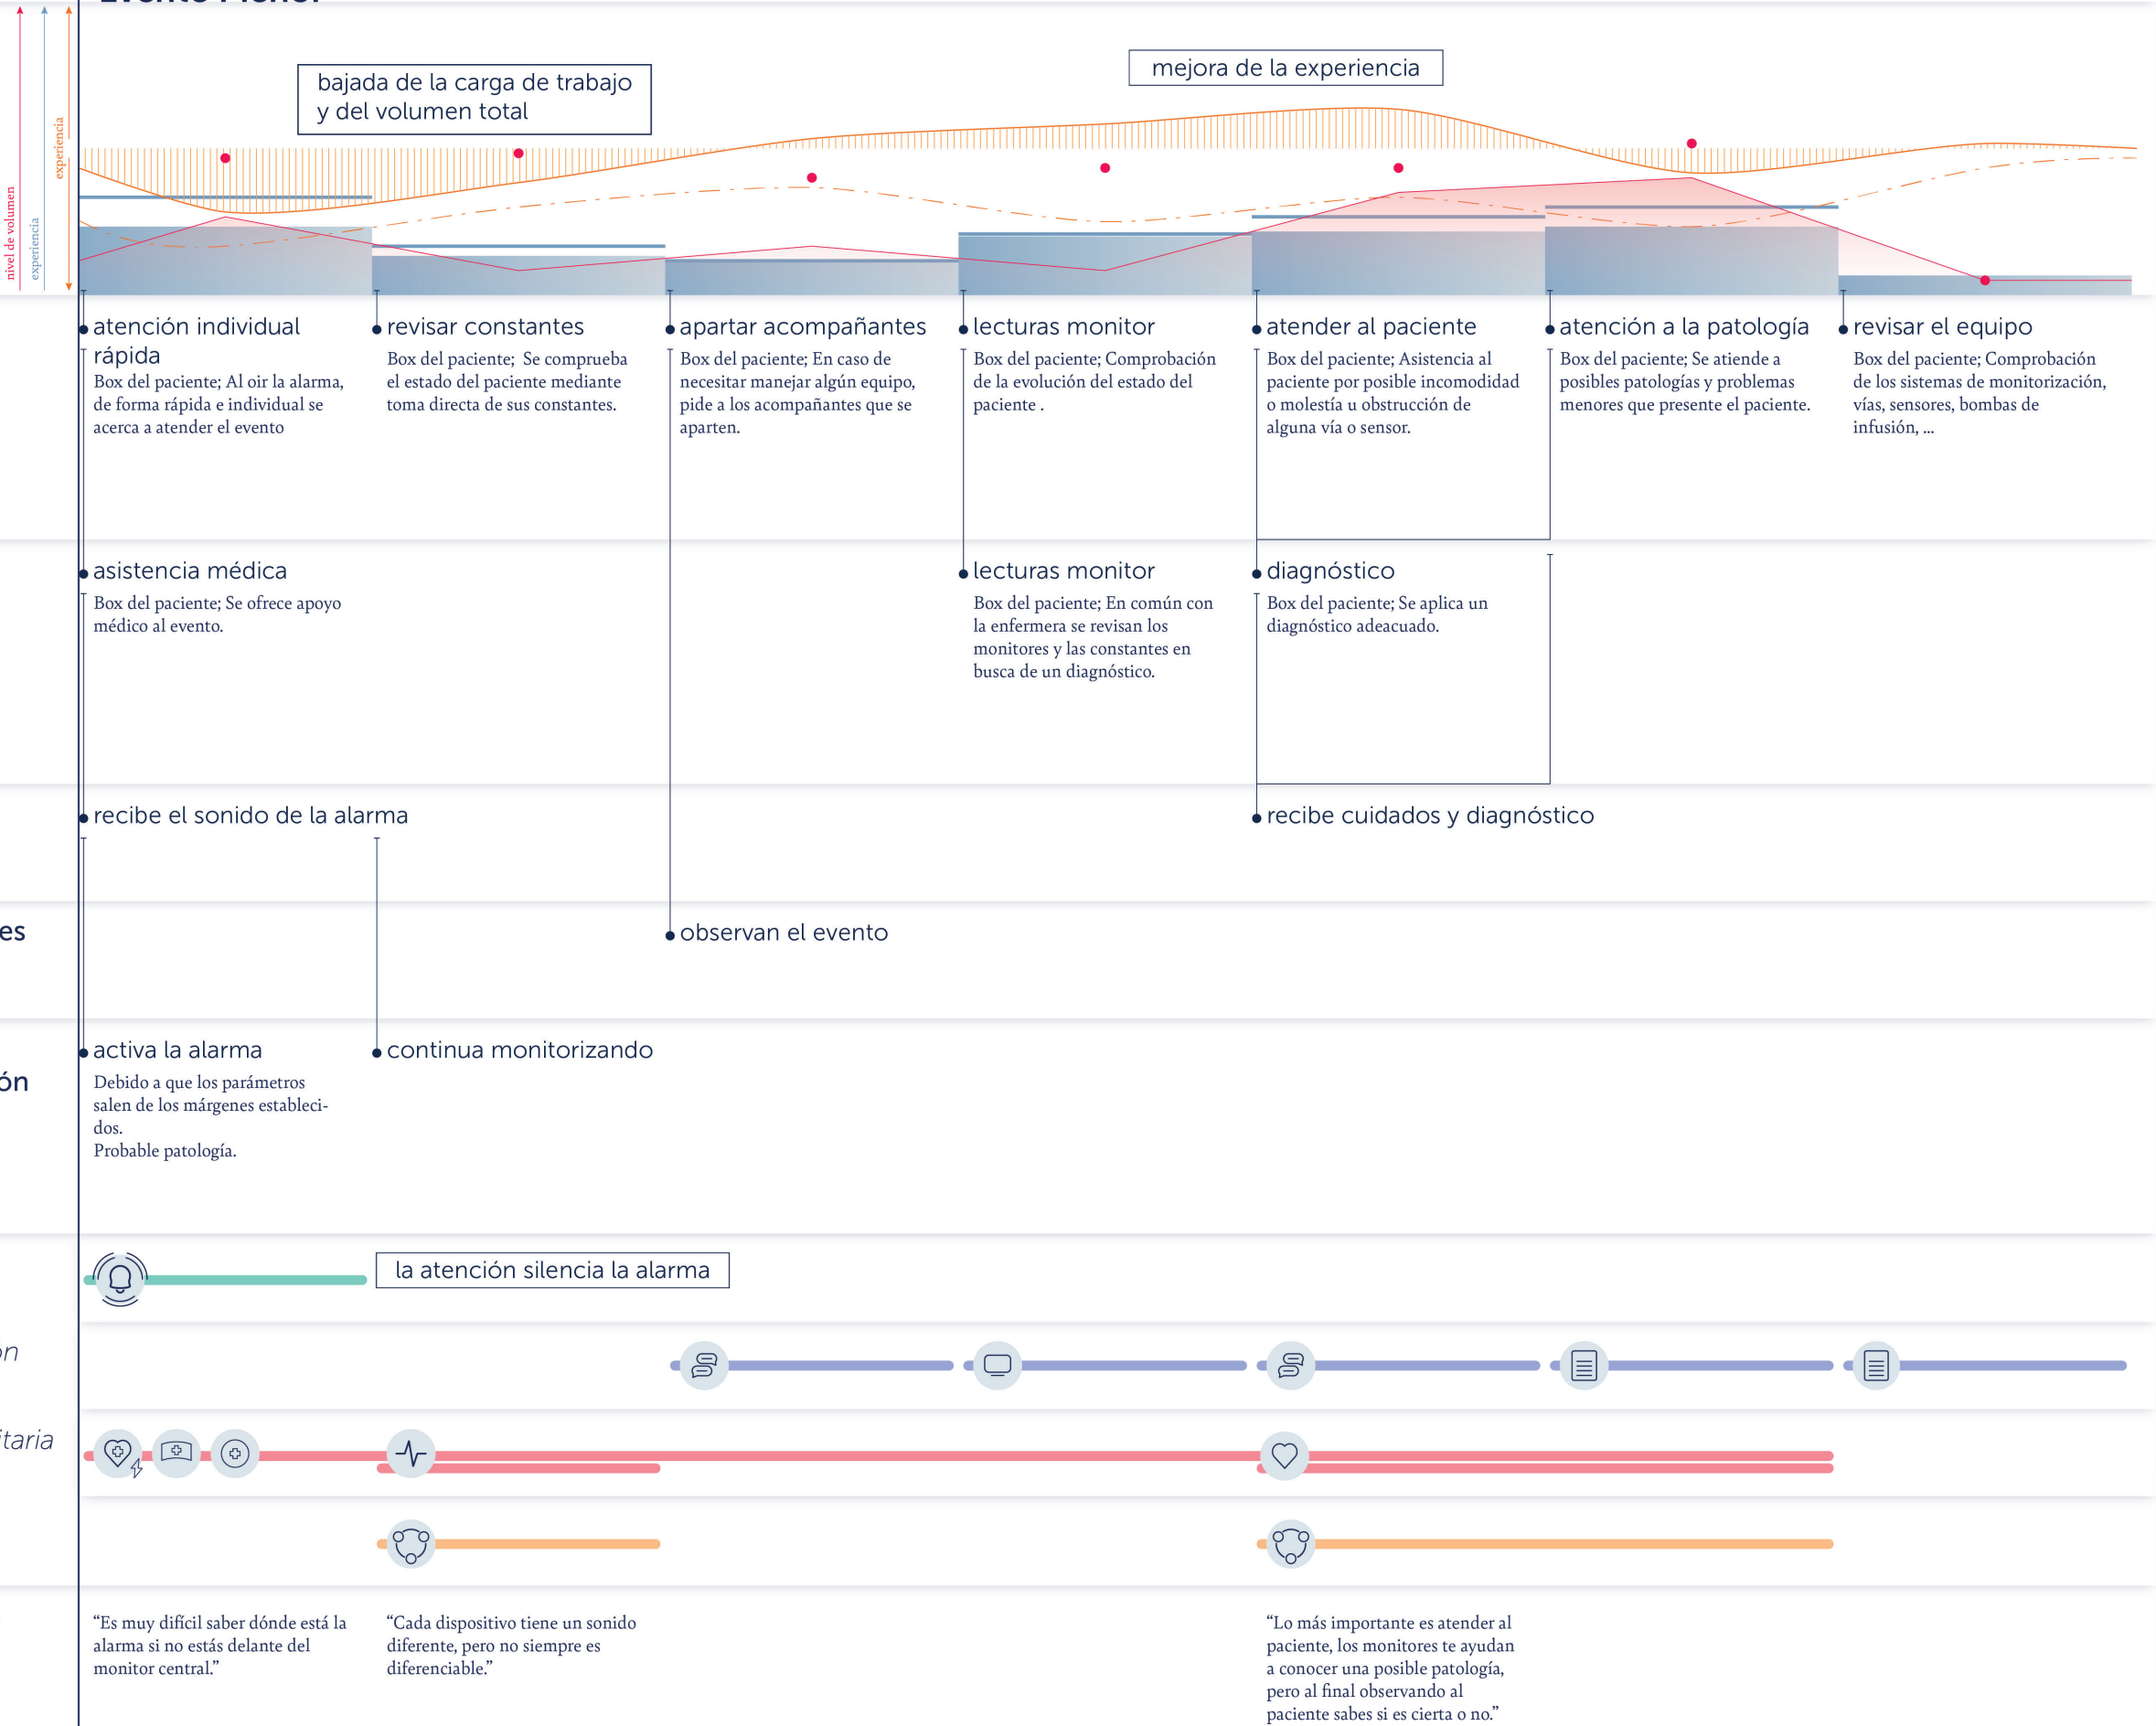 Evento Menor
nivel de volumen
experiencia
experiencia
bajada de la carga de trabajo
y del volumen total
mejora de la experiencia
atención individual
rápida
Box del paciente; Al oir la alarma,
de forma rápida e individual se
acerca a atender el evento
revisar constantes
Box del paciente;  Se comprueba
el estado del paciente mediante
toma directa de sus constantes.
apartar acompañantes
Box del paciente; En caso de
necesitar manejar algún equipo,
pide a los acompañantes que se
aparten.
lecturas monitor
Box del paciente; Comprobación
de la evolución del estado del
paciente .
atender al paciente
Box del paciente; Asistencia al
paciente por posible incomodidad
o molestía u obstrucción de
alguna vía o sensor.
atención a la patología
Box del paciente; Se atiende a
posibles patologías y problemas
menores que presente el paciente.
revisar el equipo
Box del paciente; Comprobación
de los sistemas de monitorización,
vías, sensores, bombas de
infusión, ...
asistencia médica
Box del paciente; Se ofrece apoyo
médico al evento.
lecturas monitor
Box del paciente; En común con
la enfermera se revisan los
monitores y las constantes en
busca de un diagnóstico.
diagnóstico
Box del paciente; Se aplica un
diagnóstico adeacuado.
recibe el sonido de la alarma
recibe cuidados y diagnóstico
es
observan el evento
ón
activa la alarma
Debido a que los parámetros
salen de los márgenes estableci-
dos.
Probable patología.
continua monitorizando
la atención silencia la alarma
ón
itaria
“Es muy difícil saber dónde está la
alarma si no estás delante del
monitor central.”
“Cada dispositivo tiene un sonido
diferente, pero no siempre es
diferenciable.”
“Lo más importante es atender al
paciente, los monitores te ayudan
a conocer una posible patología,
pero al final observando al
paciente sabes si es cierta o no.”